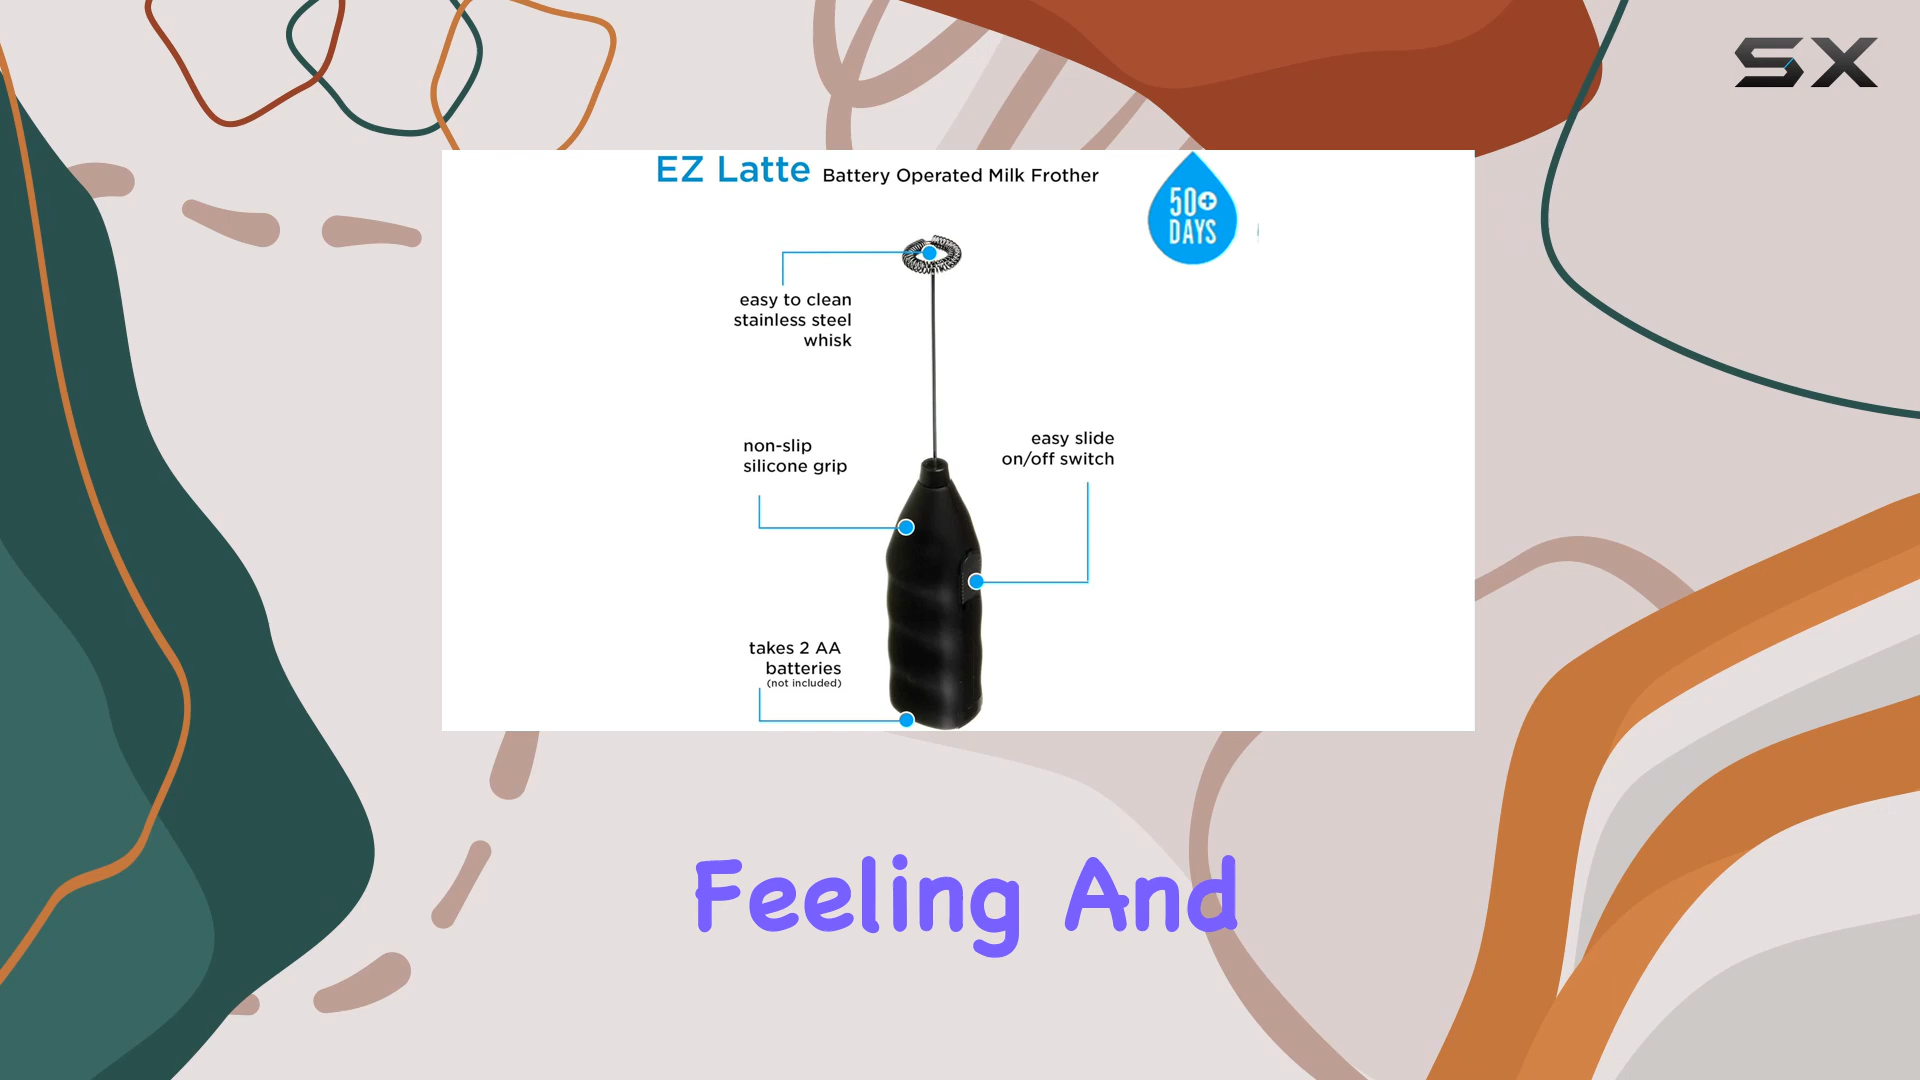 SX
EZ Latte Battery Operated Milk Frother
50+
DAYS
easy to clean
stainless steel
whisk
non-slip
silicone grip
easy slide
on/off switch
takes 2 AA
batteries
(not included)
Feeling And